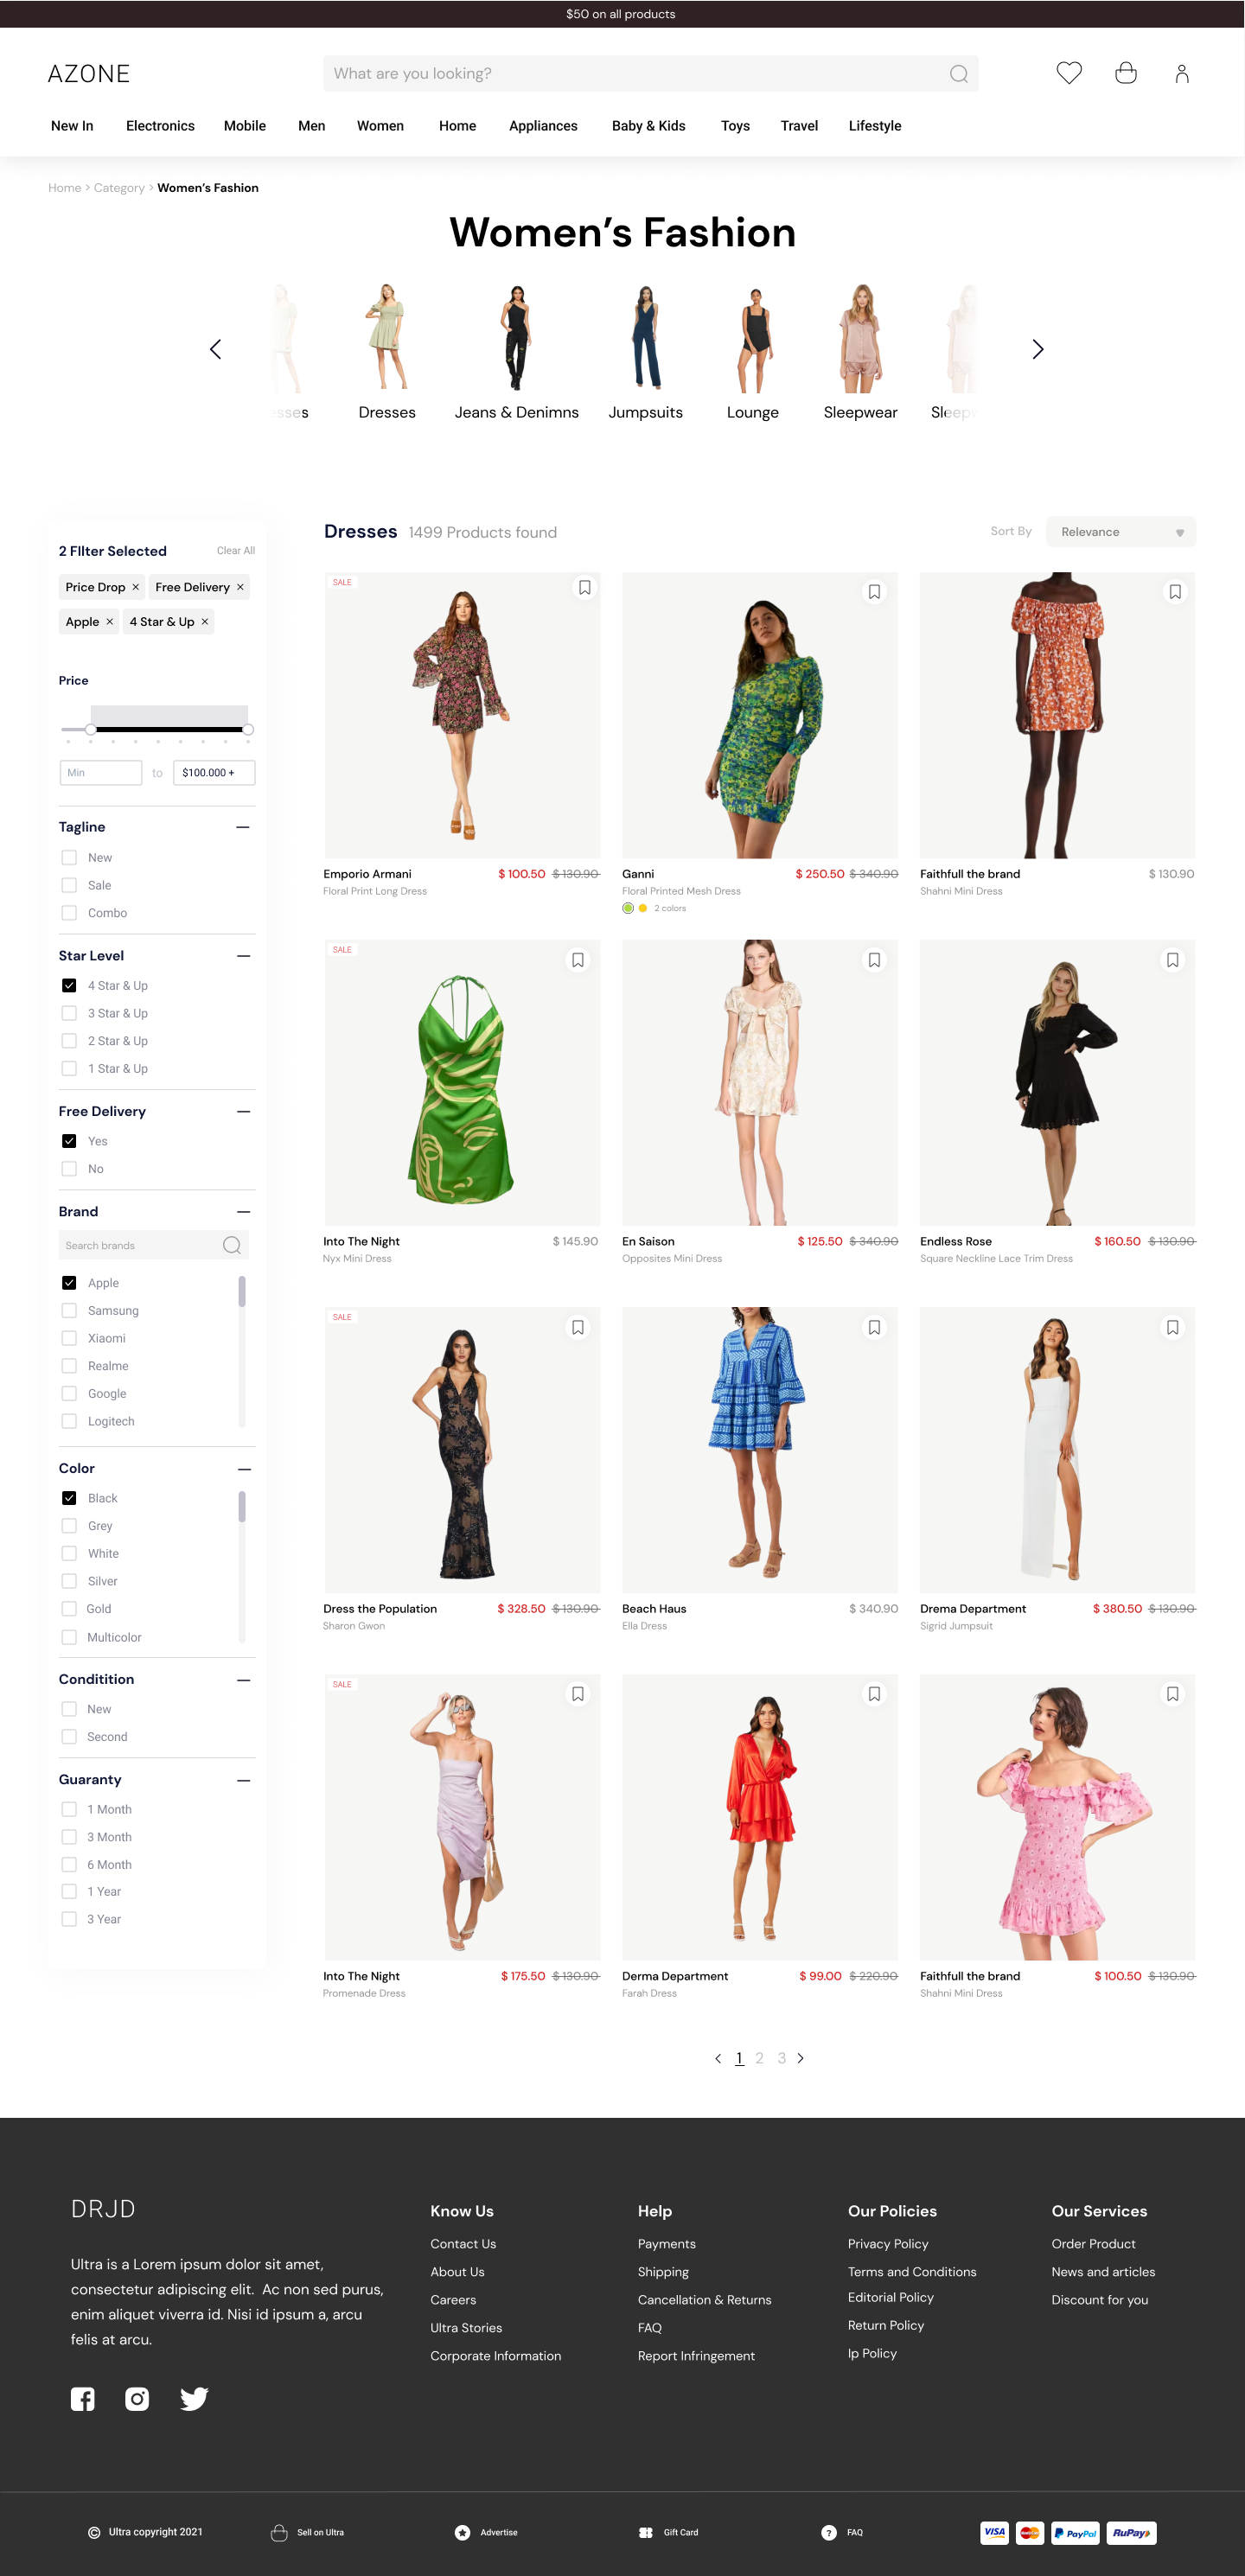 $50 on all products
AZONE
What are you looking?
New In Electronics Mobile Men Women Home Appliances Baby & Kids Toys Travel Lifestyle
Home > Category > Women’s Fashion
Women’s Fashion
sses Dresses Jeans & Denimns Jumpsuits Lounge Sleepwear Sleepw
2 FIlter Selected Clear All
Price Drop × Free Delivery ×
Apple × 4 Star & Up ×
Price
Min to $100.000 +
Tagline
New
Sale
Combo
Star Level
4 Star & Up
3 Star & Up
2 Star & Up
1 Star & Up
Free Delivery
Yes
No
Brand
Search brands
Apple
Samsung
Xiaomi
Realme
Google
Logitech
Color
Black
Grey
White
Silver
Gold
Multicolor
Conditition
New
Second
Guaranty
1 Month
3 Month
6 Month
1 Year
3 Year
Dresses 1499 Products found Sort By Relevance
SALE
Emporio Armani $ 100.50 $ 130.90
Floral Print Long Dress
Ganni $ 250.50 $ 340.90
Floral Printed Mesh Dress
2 colors
Faithfull the brand $ 130.90
Shahni Mini Dress
SALE
Into The Night $ 145.90
Nyx Mini Dress
En Saison $ 125.50 $ 340.90
Opposites Mini Dress
Endless Rose $ 160.50 $ 130.90
Square Neckline Lace Trim Dress
SALE
Dress the Population $ 328.50 $ 130.90
Sharon Gwon
Beach Haus $ 340.90
Ella Dress
Drema Department $ 380.50 $ 130.90
Sigrid Jumpsuit
SALE
Into The Night $ 175.50 $ 130.90
Promenade Dress
Derma Department $ 99.00 $ 220.90
Farah Dress
Faithfull the brand $ 100.50 $ 130.90
Shahni Mini Dress
< 1 2 3 >
DRJD
Ultra is a Lorem ipsum dolor sit amet,
consectetur adipiscing elit. Ac non sed purus,
enim aliquet viverra id. Nisi id ipsum a, arcu
felis at arcu.
Know Us
Contact Us
About Us
Careers
Ultra Stories
Corporate Information
Help
Payments
Shipping
Cancellation & Returns
FAQ
Report Infringement
Our Policies
Privacy Policy
Terms and Conditions
Editorial Policy
Return Policy
Ip Policy
Our Services
Order Product
News and articles
Discount for you
© Ultra copyright 2021 Sell on Ultra Advertise Gift Card ? FAQ VISA MasterCard PayPal RuPay